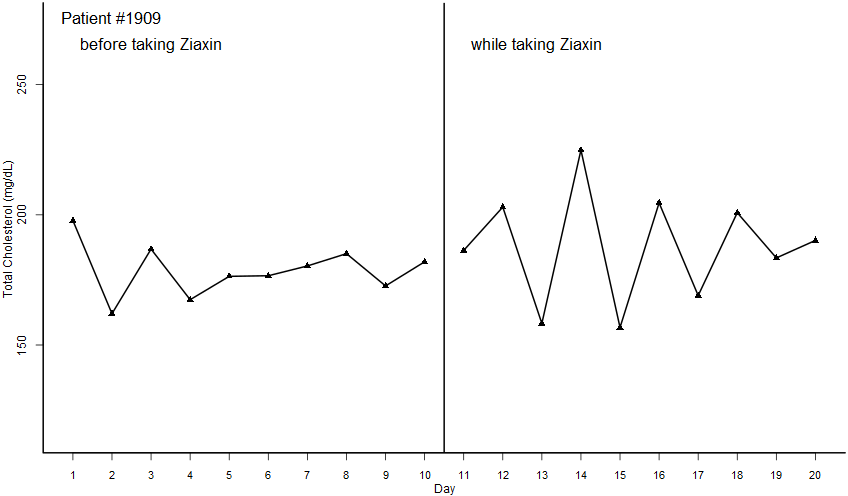 Patient #1909
before taking Ziaxin
while taking Ziaxin
250
200
150
Total Cholesterol (mg/dL)
1 2 3 4 5 6 7 8 9 10 11 12 13 14 15 16 17 18 19 20
Day